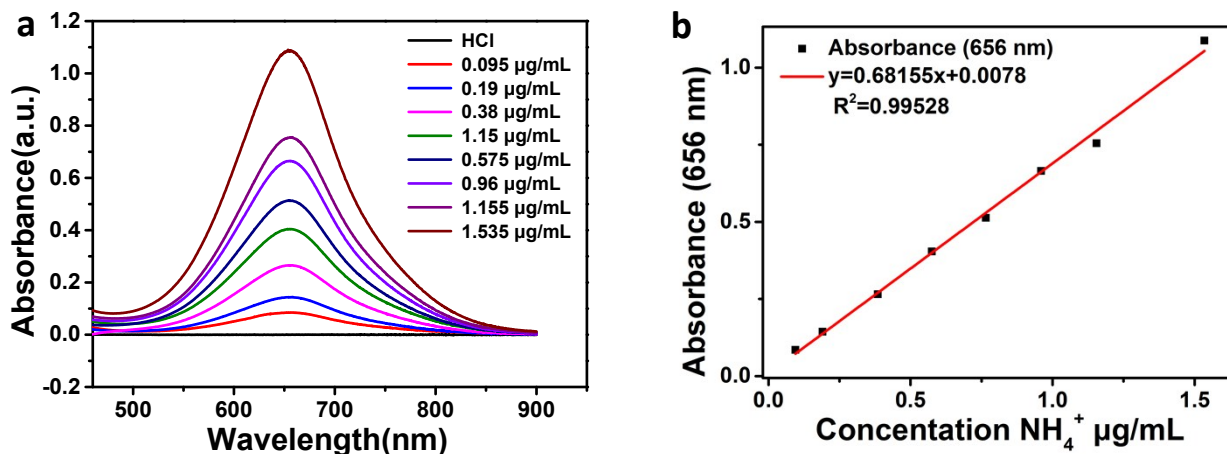 a
1.2
1.0
0.8
0.6
0.4
0.2
0.0
-0.2
Absorbance(a.u.)
500
600
700
800
900
Wavelength(nm)
HCl
0.095 µg/mL
0.19 µg/mL
0.38 µg/mL
1.15 µg/mL
0.575 µg/mL
0.96 µg/mL
1.155 µg/mL
1.535 µg/mL
b
Absorbance (656 nm)
y=0.68155x+0.0078
R²=0.99528
1.0
0.5
0.0
Absorbance (656 nm)
0.0
0.5
1.0
1.5
Concentration NH₄⁺ µg/mL